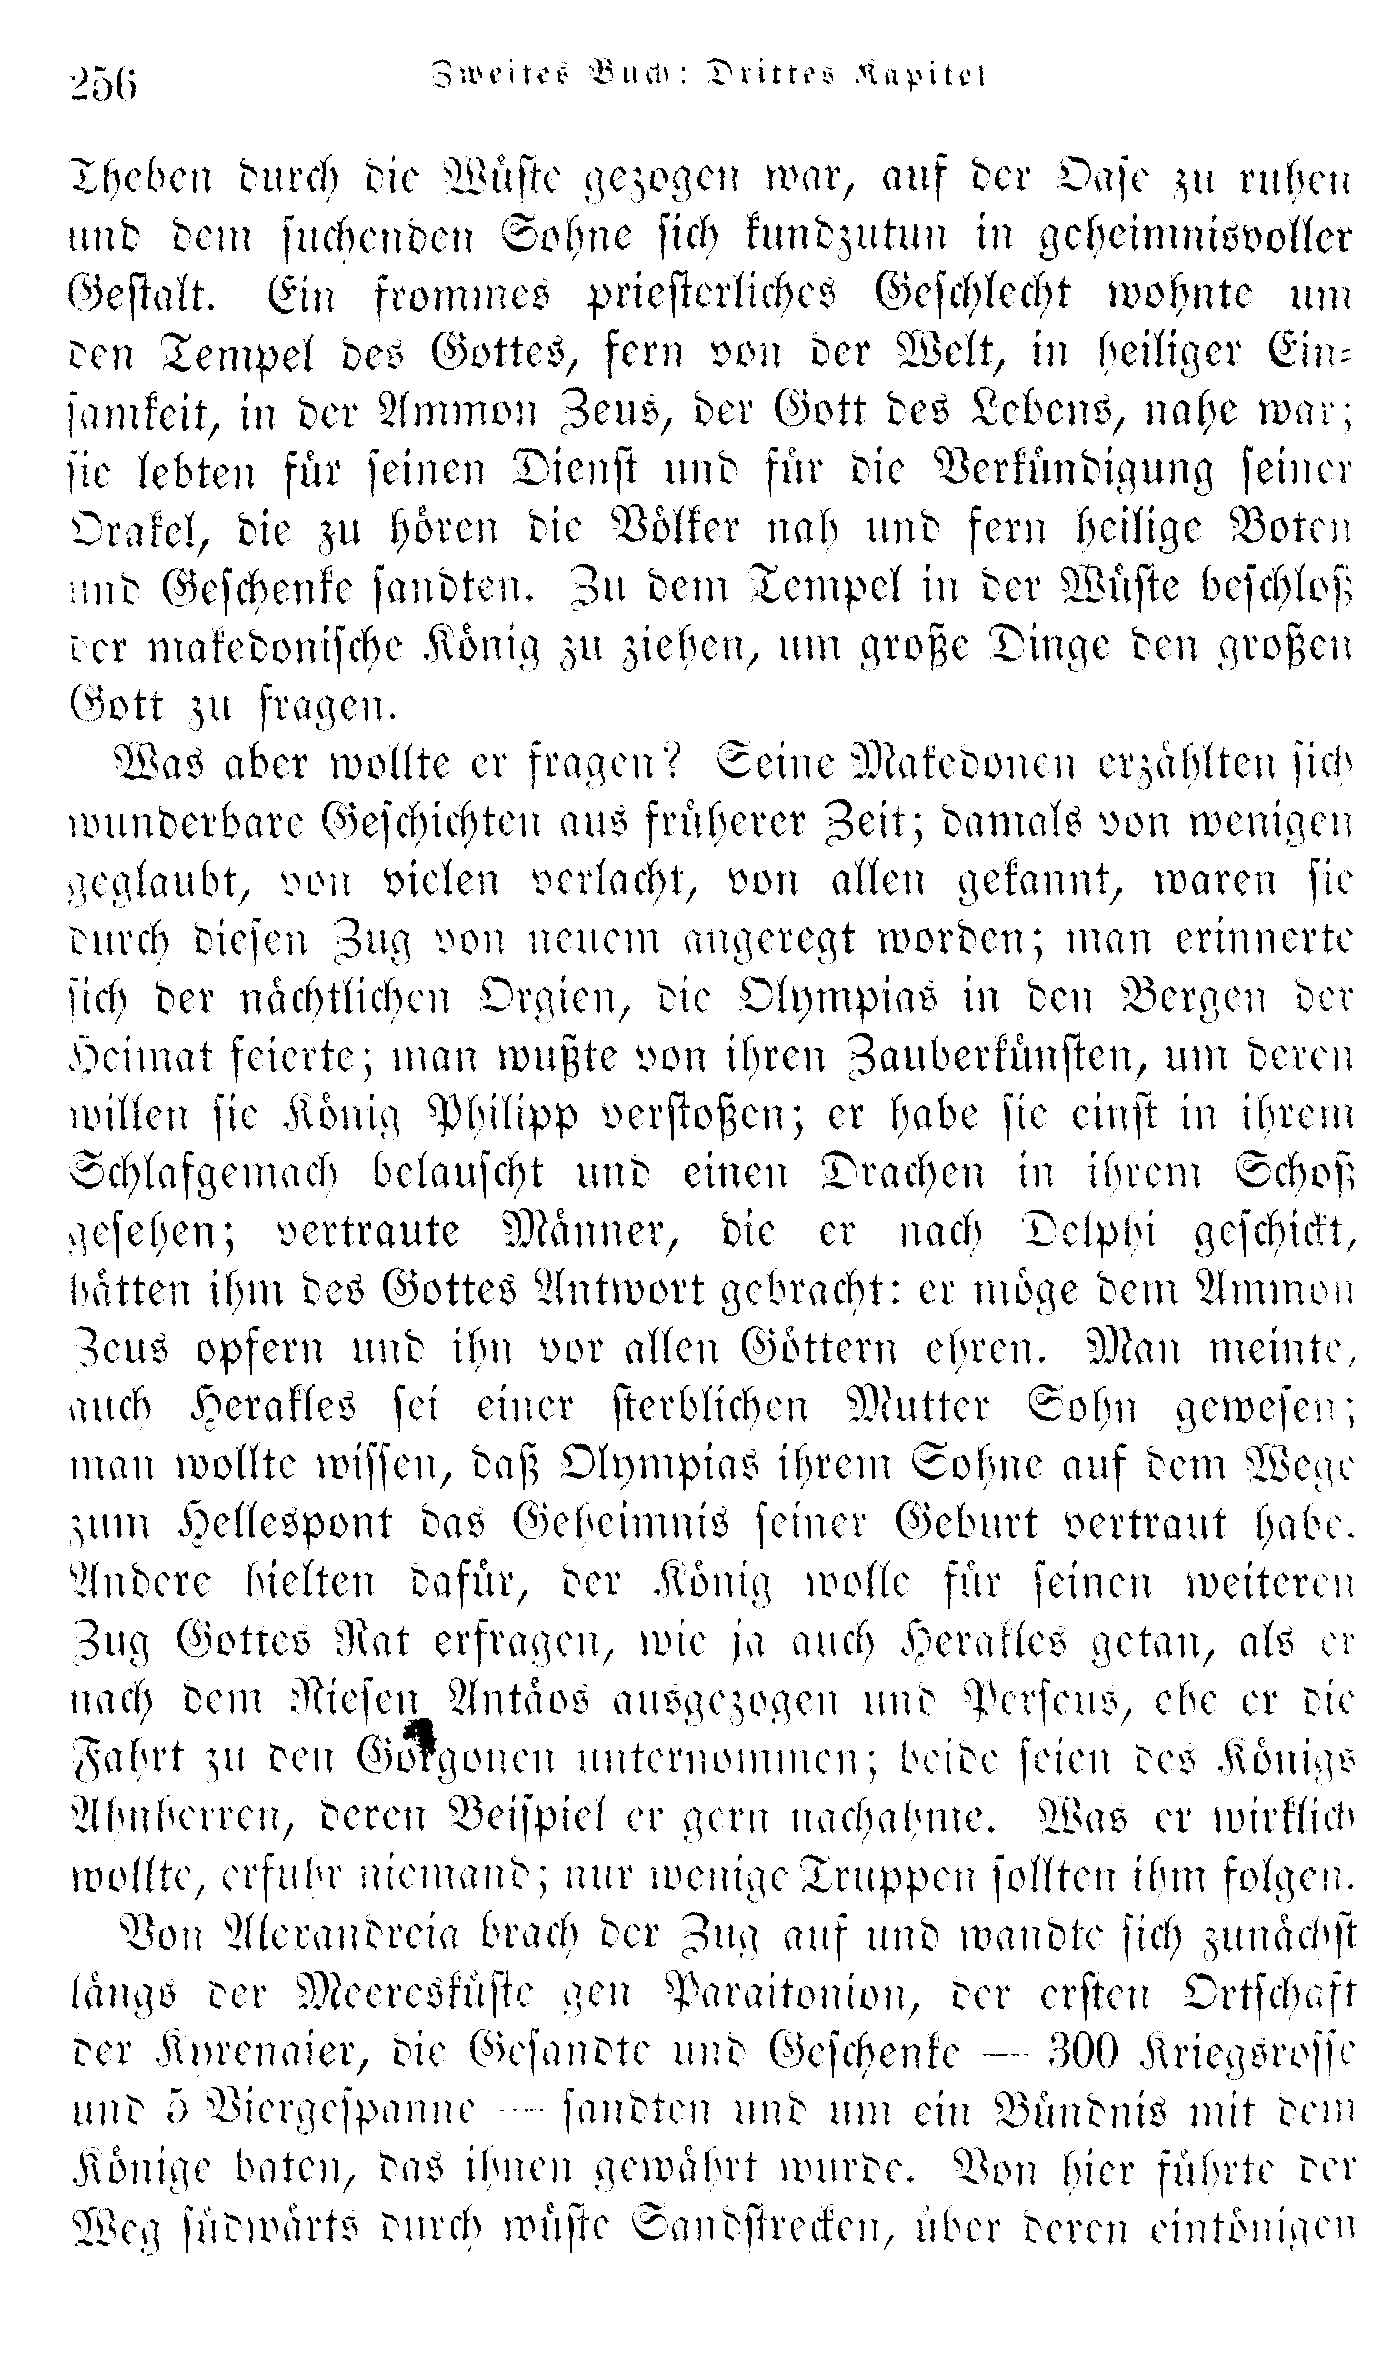 256 Zweites Buch: Drittes Kapitel
Theben durch die Wüste gezogen war, auf der Oase zu ruhen
und dem suchenden Sohne sich kundzutun in geheimnisvoller
Gestalt. Ein frommes priesterliches Geschlecht wohnte um
den Tempel des Gottes, fern von der Welt, in heiliger Ein-
samkeit, in der Ammon Zeus, der Gott des Lebens, nahe war;
sie lebten für seinen Dienst und für die Verkündigung seiner
Orakel, die zu hören die Völker nah und fern heilige Boten
und Geschenke sandten. Zu dem Tempel in der Wüste beschloß
der makedonische König zu ziehen, um große Dinge den großen
Gott zu fragen.
Was aber wollte er fragen? Seine Makedonen erzählten sich
wunderbare Geschichten aus früherer Zeit; damals von wenigen
geglaubt, von vielen verlacht, von allen gekannt, waren sie
durch diesen Zug von neuem angeregt worden; man erinnerte
sich der nächtlichen Orgien, die Olympias in den Bergen der
Heimat feierte; man wußte von ihren Zauberkünsten, um deren
willen sie König Philipp verstoßen; er habe sie einst in ihrem
Schlafgemach belauscht und einen Drachen in ihrem Schoß
gesehen; vertraute Männer, die er nach Delphi geschickt,
hätten ihm des Gottes Antwort gebracht: er möge dem Ammon
Zeus opfern und ihn vor allen Göttern ehren. Man meinte,
auch Herakles sei einer sterblichen Mutter Sohn gewesen;
man wollte wissen, daß Olympias ihrem Sohne auf dem Wege
zum Hellespont das Geheimnis seiner Geburt vertraut habe.
Andere hielten dafür, der König wolle für seinen weiteren
Zug Gottes Rat erfragen, wie ja auch Herakles getan, als er
nach dem Riesen Antäos ausgezogen und Perseus, ehe er die
Fahrt zu den Gorgonen unternommen; beide seien des Königs
Ahnherren, deren Beispiel er gern nachahme. Was er wirklich
wollte, erfuhr niemand; nur wenige Truppen sollten ihm folgen.
Von Alexandreia brach der Zug auf und wandte sich zunächst
längs der Meeresküste gen Paraitonion, der ersten Ortschaft
der Kyrenaier, die Gesandte und Geschenke — 300 Kriegsrosse
und 5 Viergespanne — sandten und um ein Bündnis mit dem
Könige baten, das ihnen gewährt wurde. Von hier führte der
Weg südwärts durch wüste Sandstrecken, über deren eintönigen